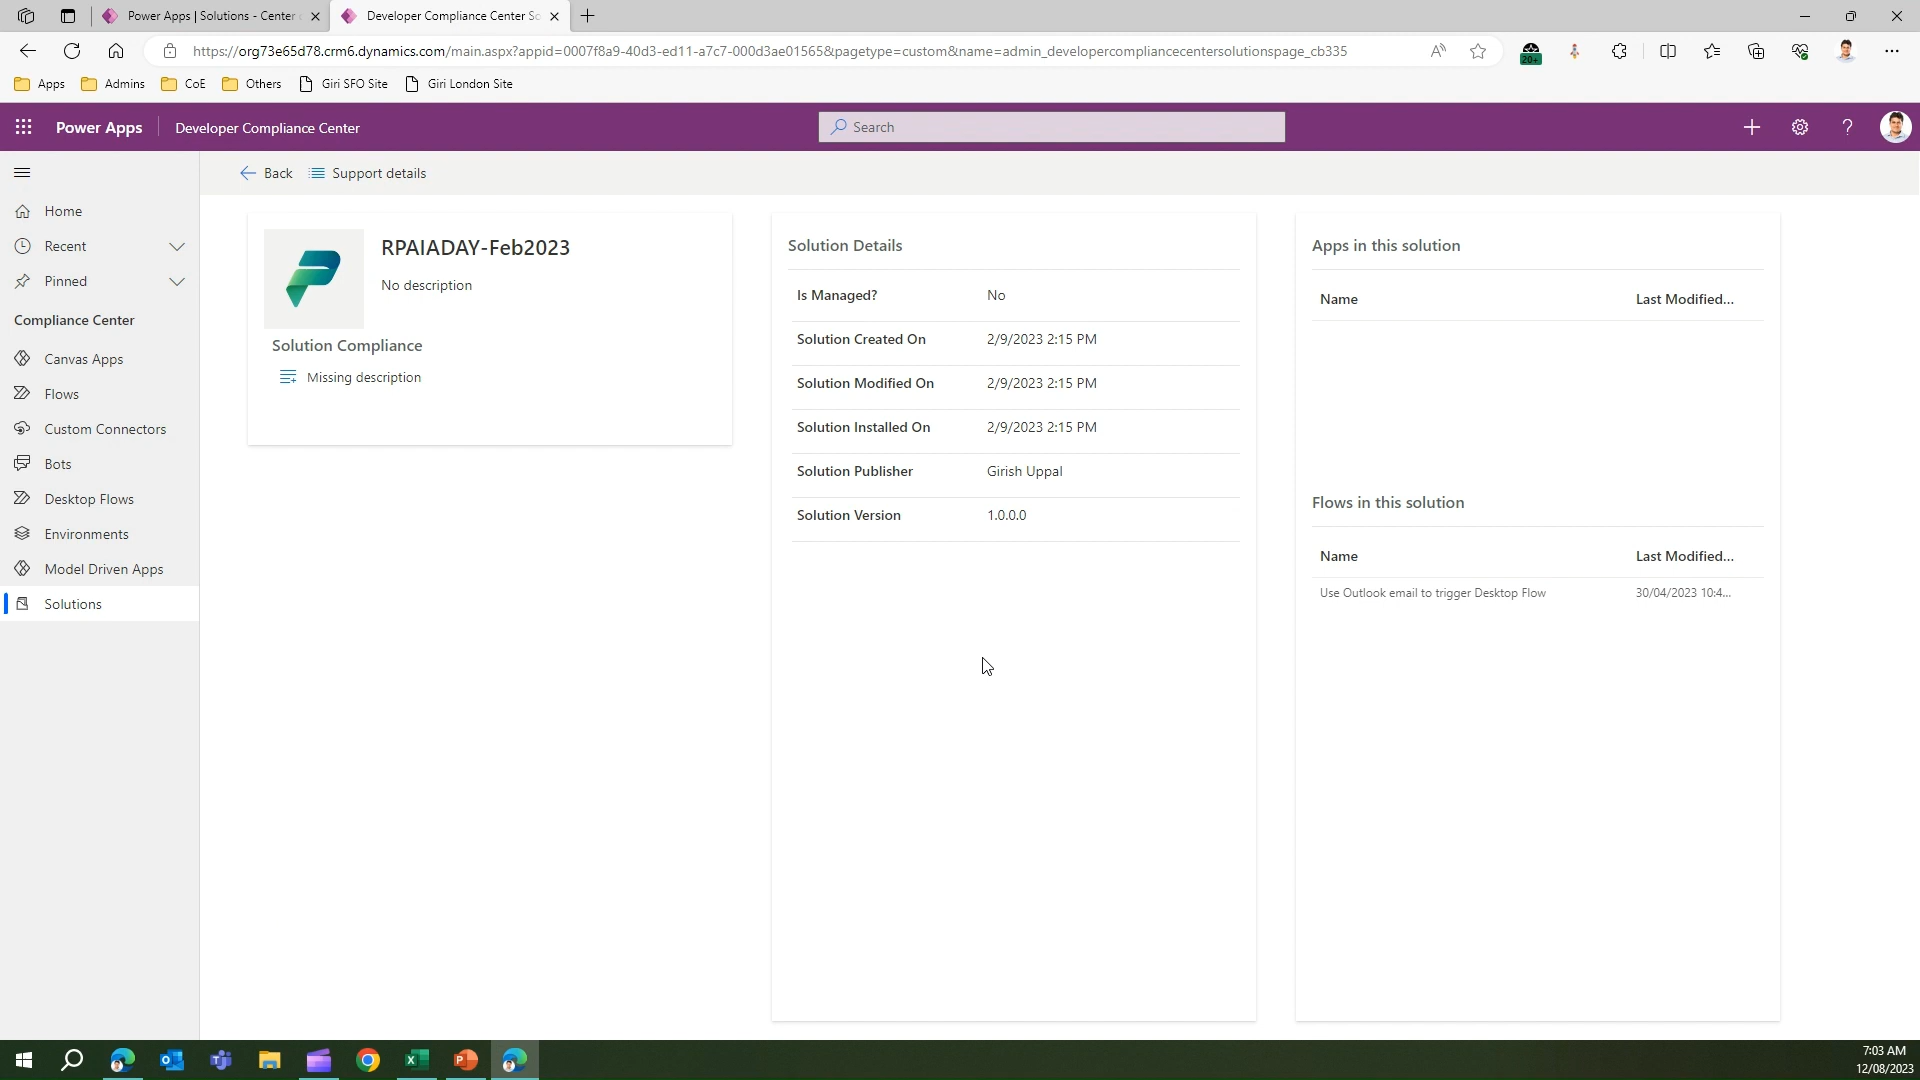 Power Apps | Solutions - Center
Developer Compliance Center So
https://org73e65d78.crm6.dynamics.com/main.aspx?appid=0007f8a9-40d3-ed11-a7c7-000d3ae01565&pagetype=custom&name=admin_developercompliancecentersolutionspage_cb335
20+
Apps
Admins
CoE
Others
Giri SFO Site
Giri London Site
Power Apps
Developer Compliance Center
Search
Back
Support details
Home
Recent
Pinned
Compliance Center
Canvas Apps
Flows
Custom Connectors
Bots
Desktop Flows
Environments
Model Driven Apps
Solutions
RPAIADAY-Feb2023
No description
Solution Compliance
Missing description
Solution Details
Is Managed? No
Solution Created On 2/9/2023 2:15 PM
Solution Modified On 2/9/2023 2:15 PM
Solution Installed On 2/9/2023 2:15 PM
Solution Publisher Girish Uppal
Solution Version 1.0.0.0
Apps in this solution
Name Last Modified...
Flows in this solution
Name Last Modified...
Use Outlook email to trigger Desktop Flow 30/04/2023 10:4...
7:03 AM
12/08/2023